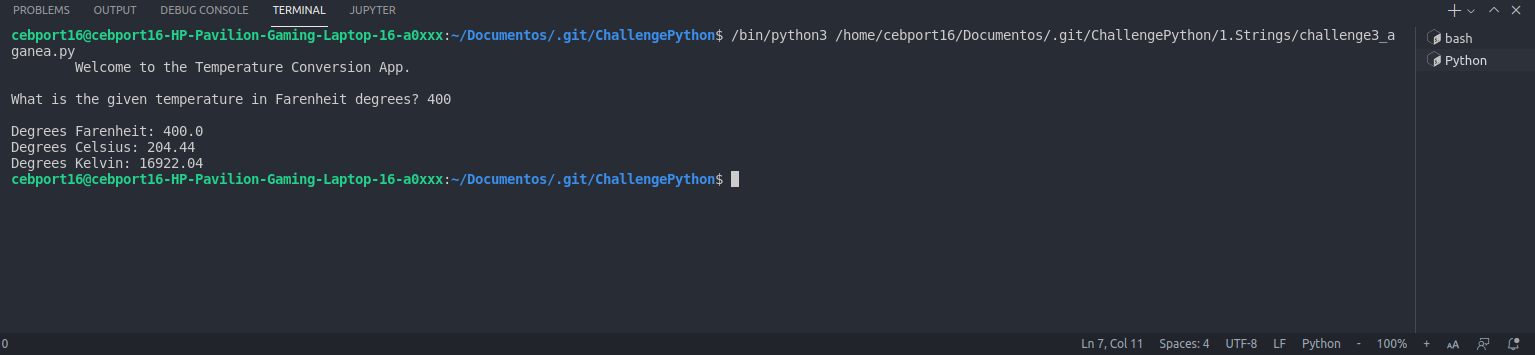 PROBLEMS OUTPUT DEBUG CONSOLE TERMINAL JUPYTER
cebport16@cebport16-HP-Pavilion-Gaming-Laptop-16-a0xxx:~/Documentos/.git/ChallengePython$ /bin/python3 /home/cebport16/Documentos/.git/ChallengePython/1.Strings/challenge3_a
ganea.py
Welcome to the Temperature Conversion App.
What is the given temperature in Farenheit degrees? 400
Degrees Farenheit: 400.0
Degrees Celsius: 204.44
Degrees Kelvin: 16922.04
cebport16@cebport16-HP-Pavilion-Gaming-Laptop-16-a0xxx:~/Documentos/.git/ChallengePython$
bash
Python
0 Ln 7, Col 11 Spaces: 4 UTF-8 LF Python - 100% + AA